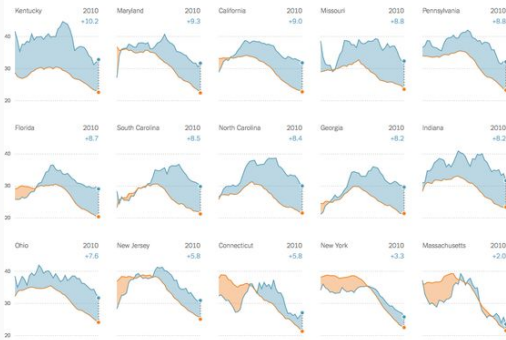 Kentucky 2010 Maryland 2010 California 2010 Missouri 2010 Pennsylvania 2010
+10.2 +9.3 +9.0 +8.8 +8.8
40
30
20
Florida 2010 South Carolina 2010 North Carolina 2010 Georgia 2010 Indiana 2010
+8.7 +8.5 +8.4 +8.2 +8.2
40
30
20
Ohio 2010 New Jersey 2010 Connecticut 2010 New York 2010 Massachusetts 2010
+7.6 +5.8 +5.8 +3.3 +2.0
40
30
20